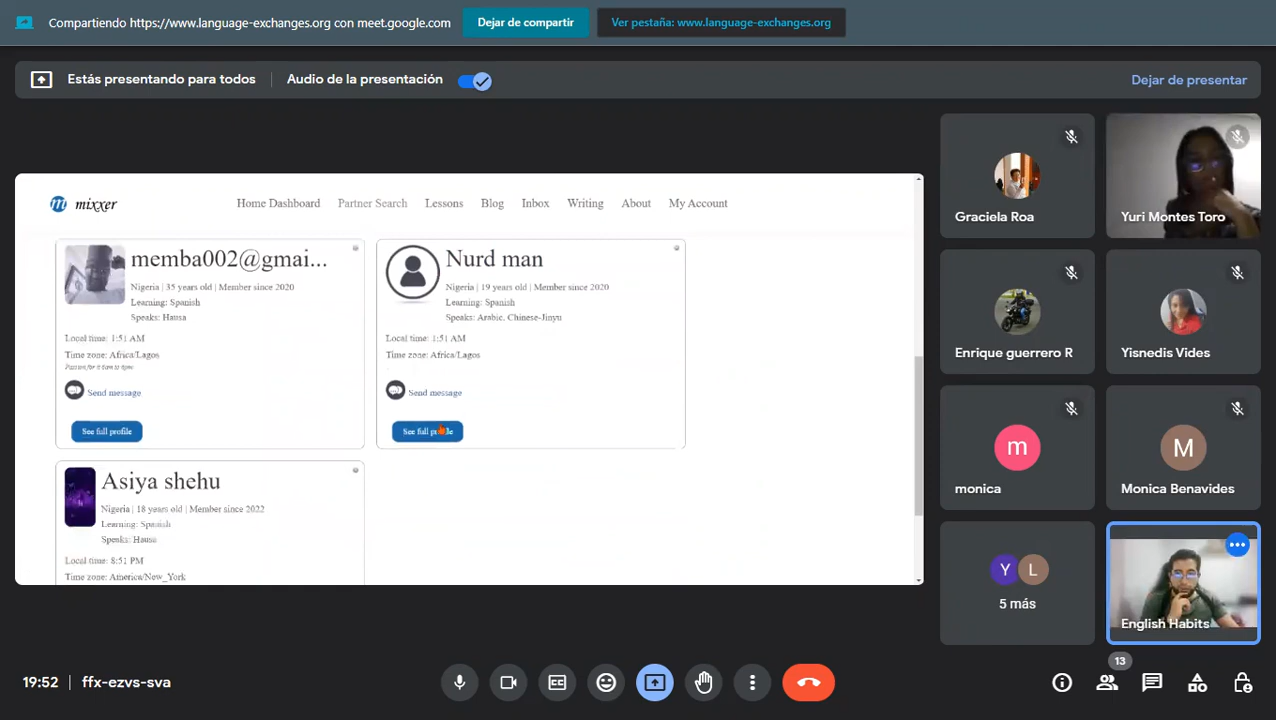 Compartiendo https://www.language-exchanges.org con meet.google.com
Dejar de compartir
Ver pestaña: www.language-exchanges.org
Estás presentando para todos
Audio de la presentación
Dejar de presentar
mixxer
Home Dashboard
Partner Search
Lessons
Blog
Inbox
Writing
About
My Account
memba002@gmai...
Nigeria | 35 years old | Member since 2020
Learning: Spanish
Speaks: Hausa
Local time: 1:51 AM
Time zone: Africa/Lagos
Send message
See full profile
Nurd man
Nigeria | 19 years old | Member since 2020
Learning: Spanish
Speaks: Arabic, Chinese-Jinyu
Local time: 1:51 AM
Time zone: Africa/Lagos
Send message
See full
Asiya shehu
Nigeria | 18 years old | Member since 2022
Learning: Spanish
Speaks: Hausa
Local time: 8:51 PM
Time zone: America/New_York
Graciela Roa
Yuri Montes Toro
Enrique guerrero R
Yisnedis Vides
m
monica
M
Monica Benavides
Y
L
5 más
English Habits
19:52 | ffx-ezvs-sva
13